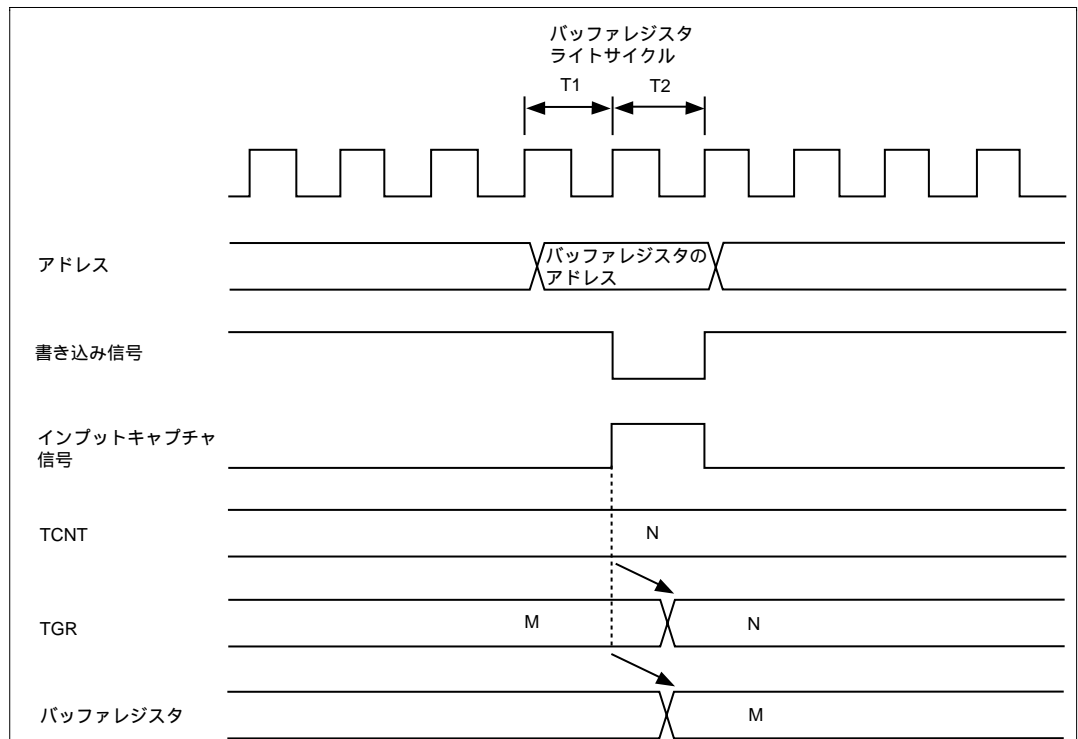 バッファレジスタ
ライトサイクル
T1 T2
アドレス
バッファレジスタの
アドレス
書き込み信号
インプットキャプチャ
信号
TCNT
N
TGR
M
N
バッファレジスタ
M